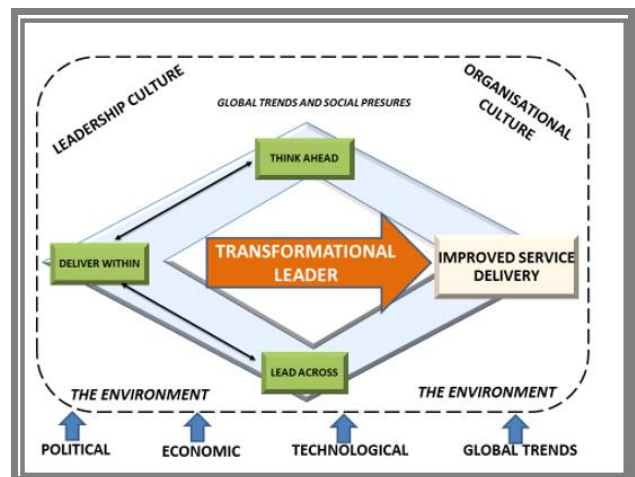 LEADERSHIP CULTURE
ORGANISATIONAL
CULTURE
GLOBAL TRENDS AND SOCIAL PRESURES
THINK AHEAD
DELIVER WITHIN
TRANSFORMATIONAL
LEADER
IMPROVED SERVICE
DELIVERY
LEAD ACROSS
THE ENVIRONMENT
THE ENVIRONMENT
POLITICAL
ECONOMIC
TECHNOLOGICAL
GLOBAL TRENDS